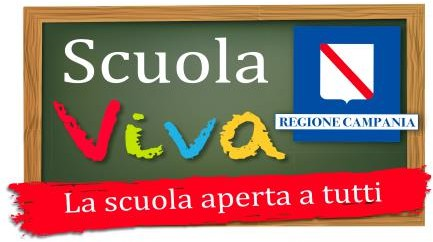 Scuola
Viva
REGIONE CAMPANIA
La scuola aperta a tutti